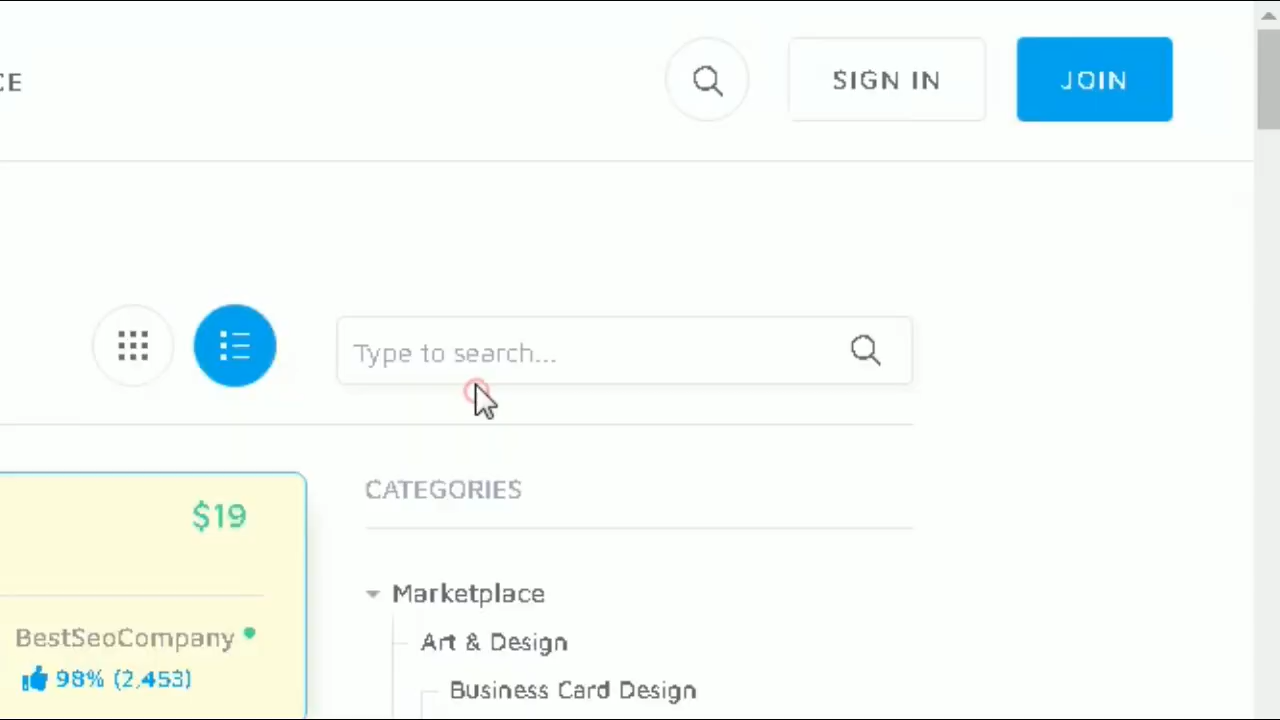 CE
SIGN IN
JOIN
Type to search...
$19
BestSeoCompany
98% (2,453)
CATEGORIES
Marketplace
Art & Design
Business Card Design